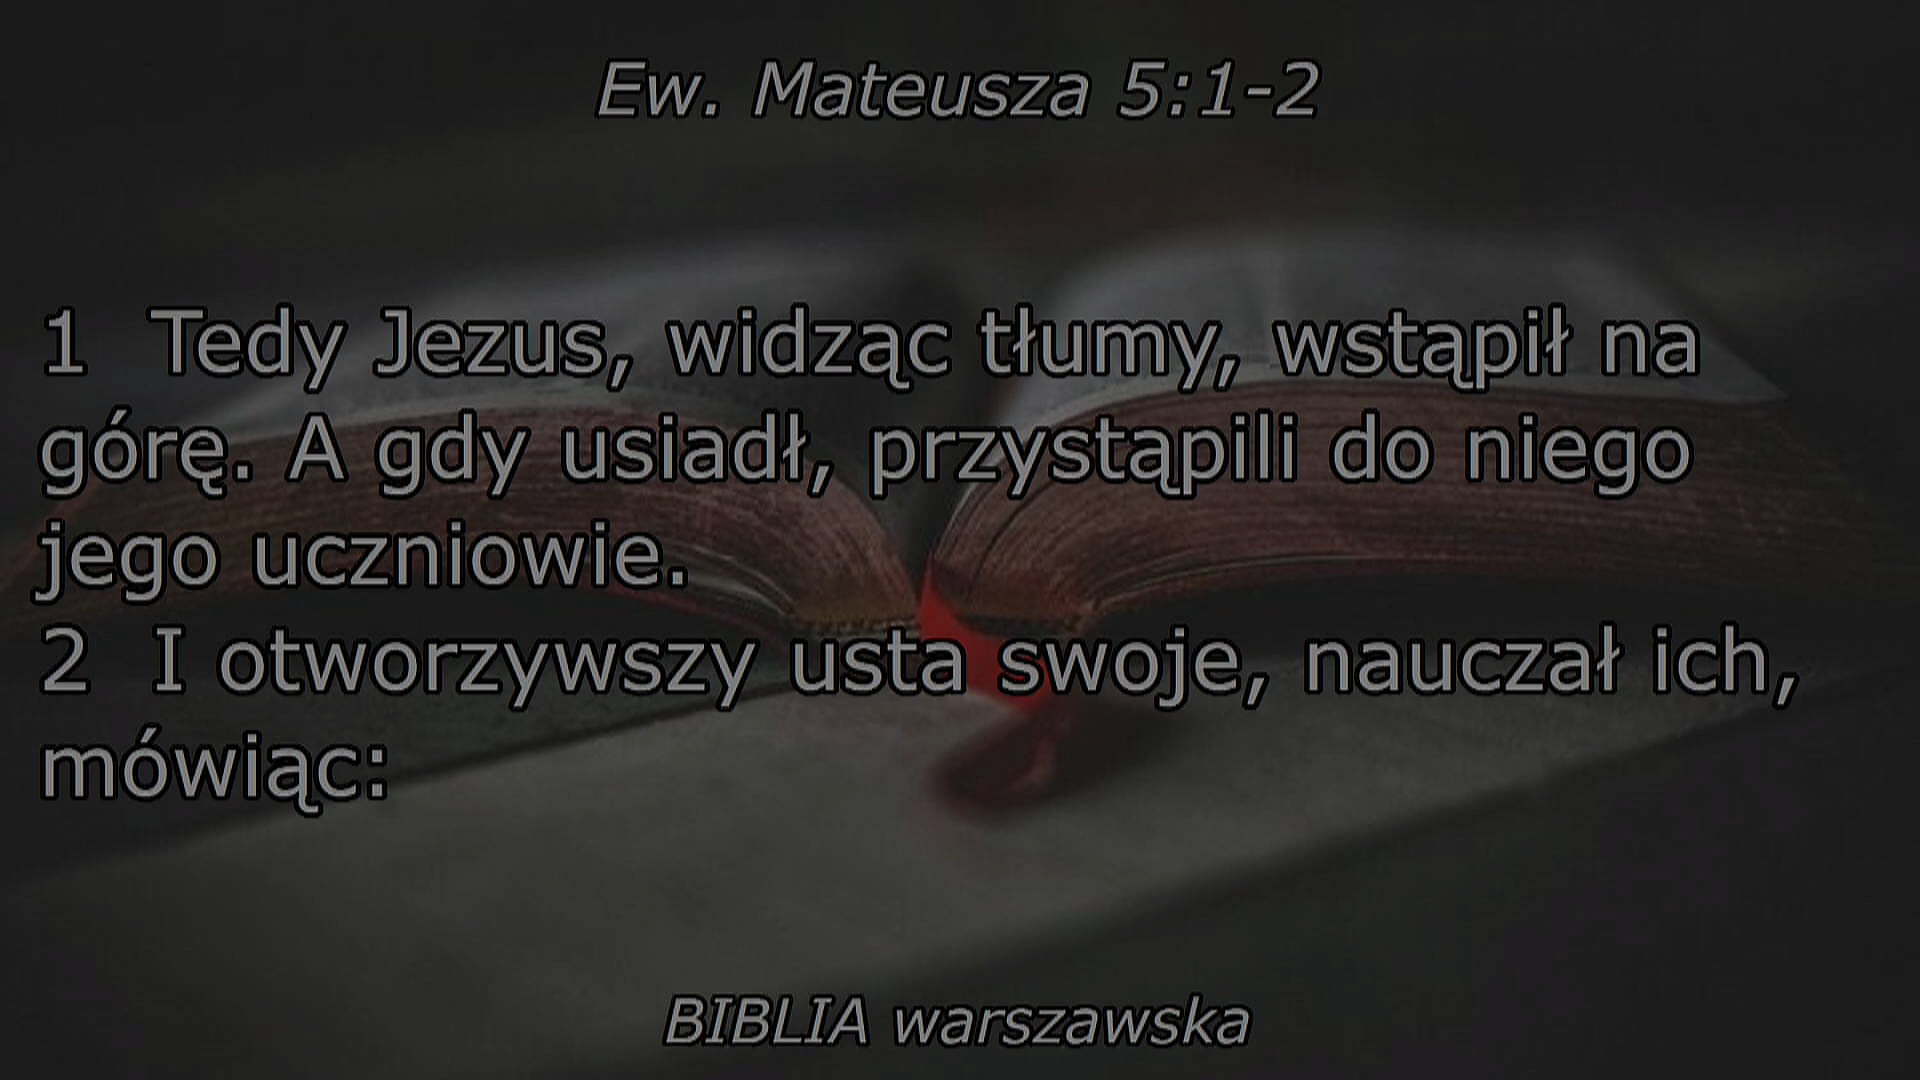 Ew. Mateusza 5:1-2
1 Tedy Jezus, widząc tłumy, wstąpił na
górę. A gdy usiadł, przystąpili do niego
jego uczniowie.
2 I otworzywszy usta swoje, nauczał ich,
mówiąc:
BIBLIA warszawska